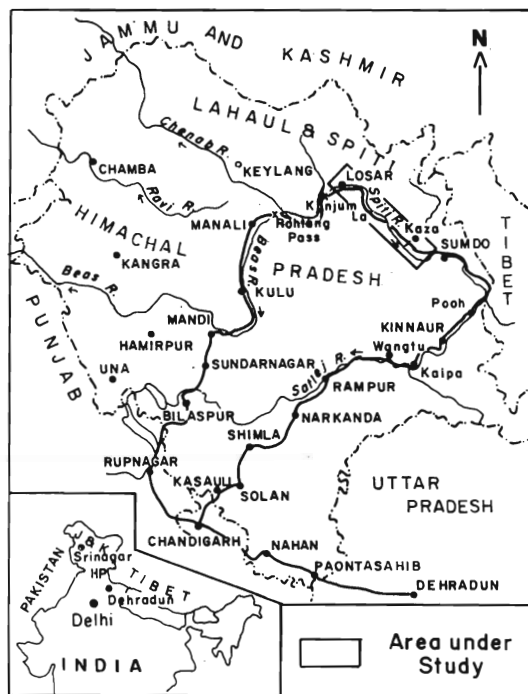 JAMMU AND KASHMIR
N
LAHAUL & SPITI
Chenab R.
CHAMBA
KEYLANG
LOSAR
Ravi R.
Kunjum La
Spiti R.
HIMACHAL
MANALI
Rohtang Pass
Kaza
SUMDO
KANGRA
Beas R.
PRADESH
TIBET
Beas R.
KULU
Pooh
PUNJAB
MANDI
KINNAUR
HAMIRPUR
Wangtu
UNA
SUNDARNAGAR
Satlej R.
Kaipa
RAMPUR
BILASPUR
NARKANDA
SHIMLA
RUPNAGAR
KASAULI
SOLAN
UTTAR
PRADESH
CHANDIGARH
NAHAN
PAONTASAHIB
DEHRADUN
J&K
Srinagar
PAKISTAN
HP
TIBET
Dehradun
Delhi
INDIA
Area under
Study